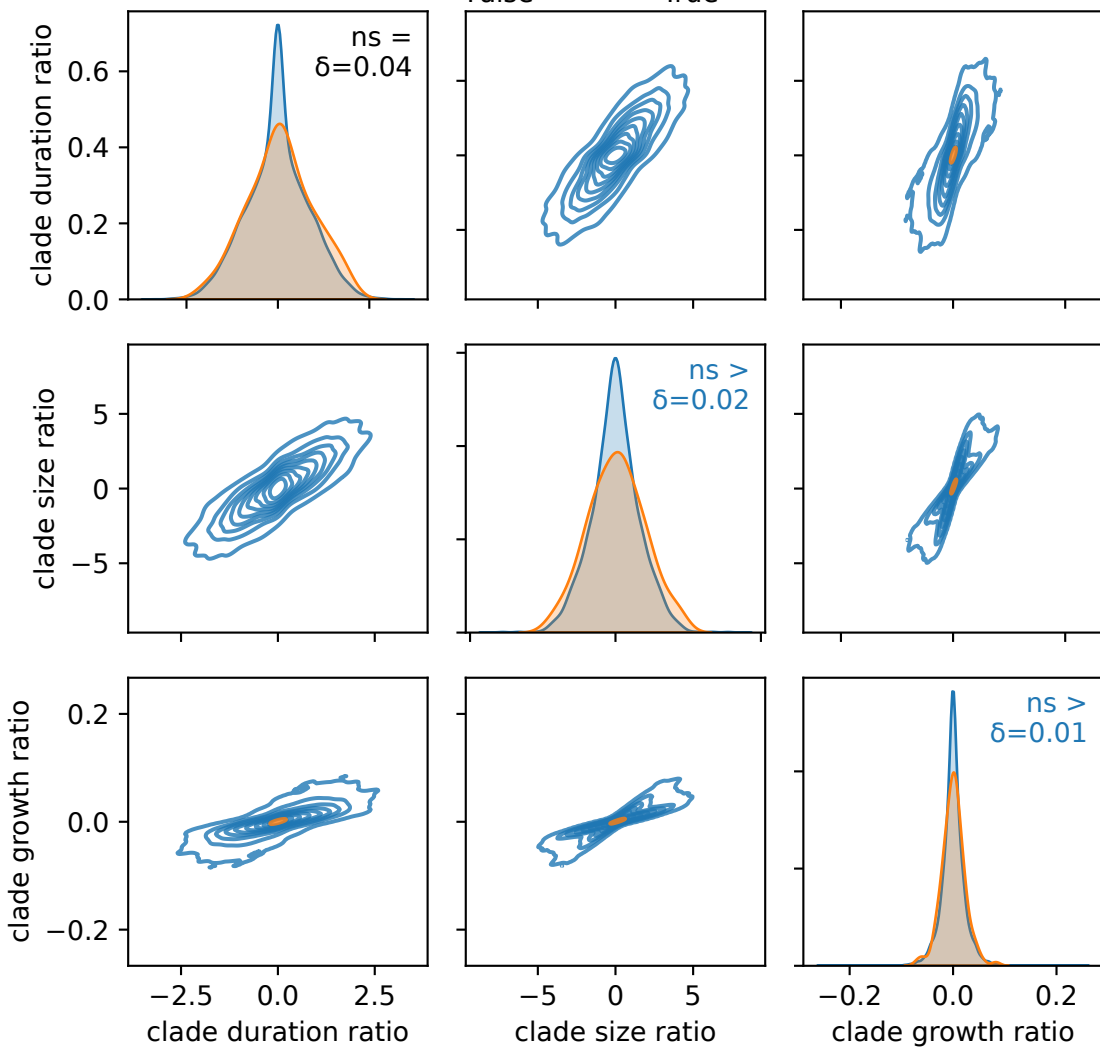 clade duration ratio
0.6
0.4
0.2
0.0
ns =
δ=0.04
clade size ratio
5
0
−5
ns >
δ=0.02
clade growth ratio
0.2
0.0
−0.2
ns >
δ=0.01
−2.5 0.0 2.5
−5 0 5
−0.2 0.0 0.2
clade duration ratio
clade size ratio
clade growth ratio